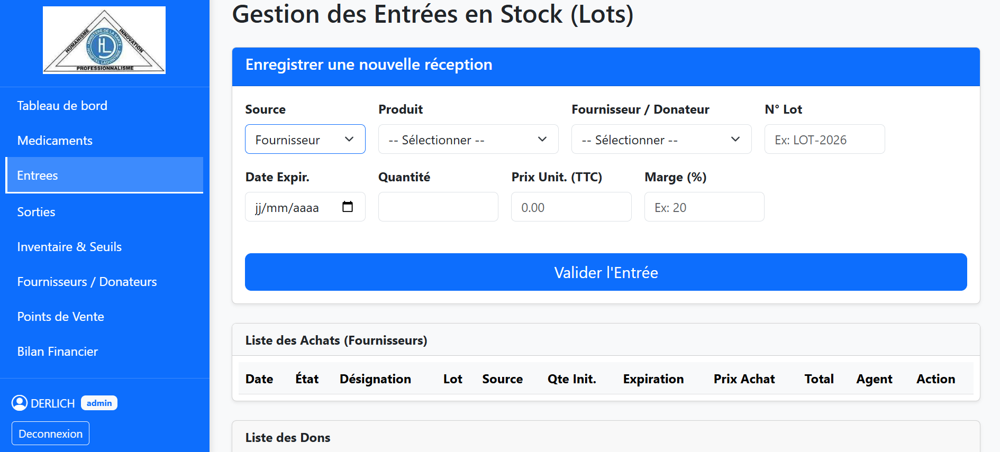 HUMANISME
INNOVATION
MINISTERE DE LA SANTE
HL
HOPITAL LAQUINTINIE
PROFESSIONNALISME
Tableau de bord
Medicaments
Entrees
Sorties
Inventaire & Seuils
Fournisseurs / Donateurs
Points de Vente
Bilan Financier
DERLICH admin
Deconnexion
Gestion des Entrées en Stock (Lots)
Enregistrer une nouvelle réception
Source Produit Fournisseur / Donateur N° Lot
Fournisseur -- Sélectionner -- -- Sélectionner -- Ex: LOT-2026
Date Expir. Quantité Prix Unit. (TTC) Marge (%)
jj/mm/aaaa 0.00 Ex: 20
Valider l'Entrée
Liste des Achats (Fournisseurs)
Date État Désignation Lot Source Qte Init. Expiration Prix Achat Total Agent Action
Liste des Dons